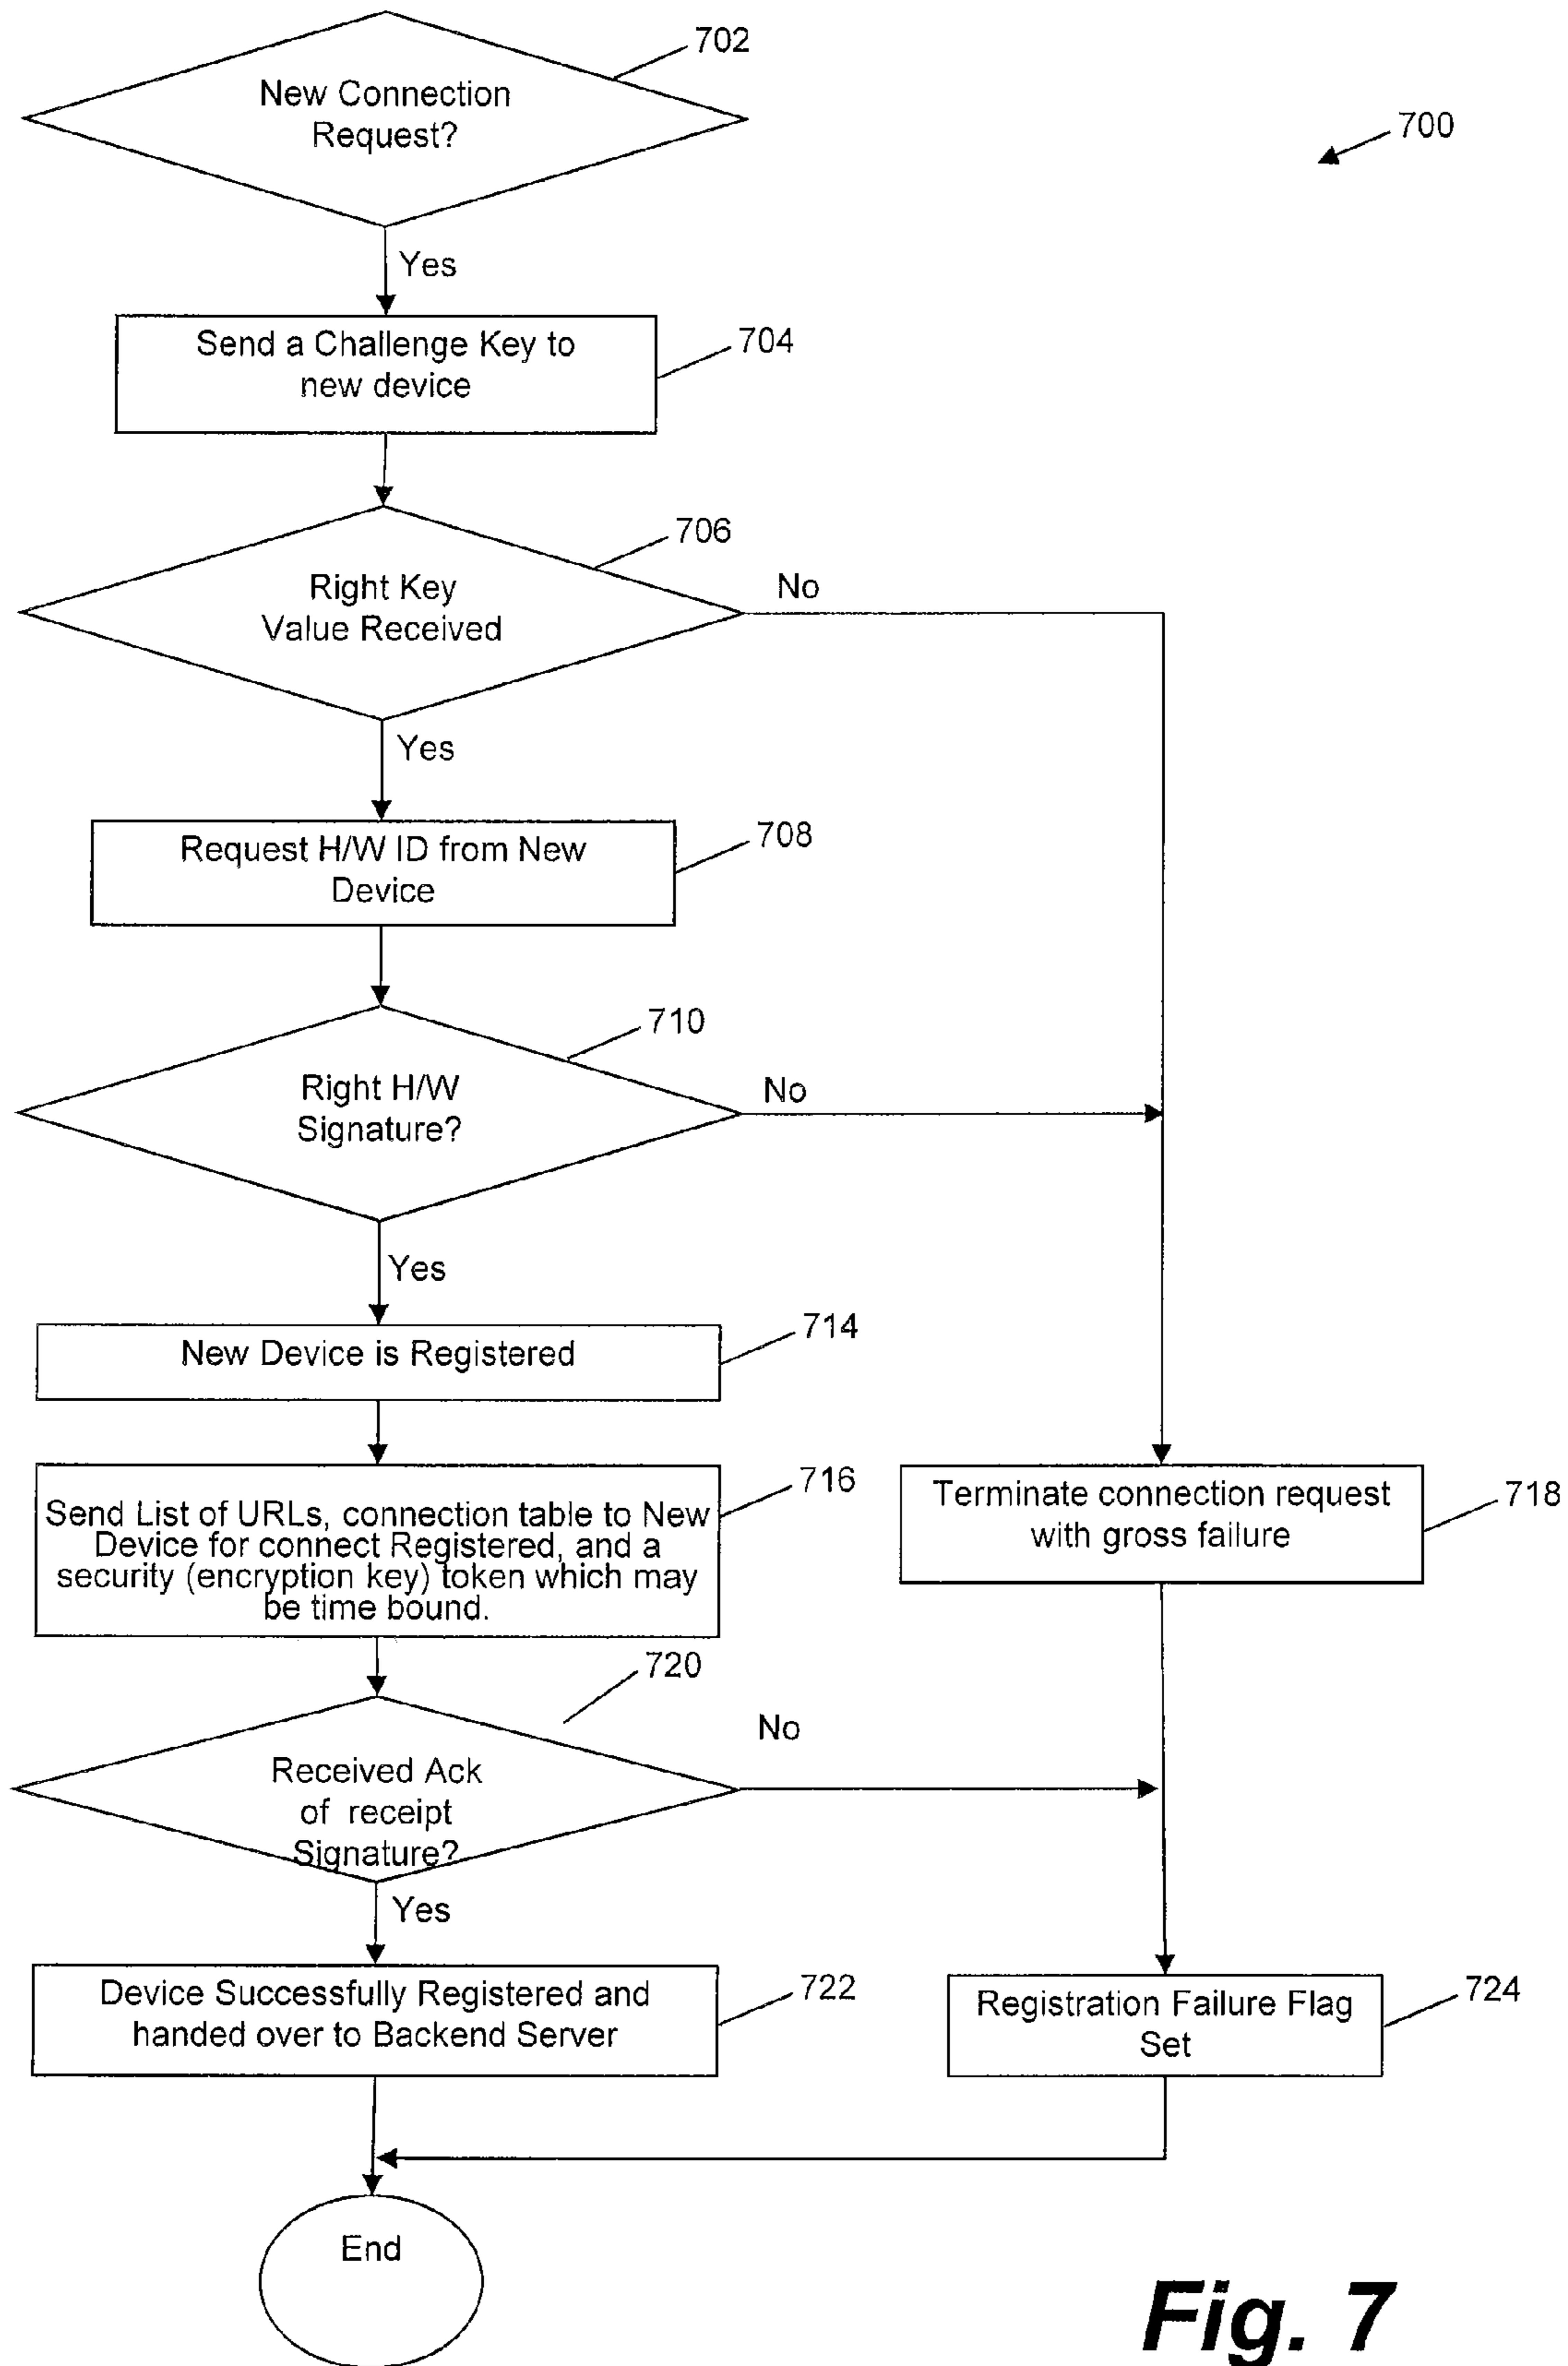 702
New Connection
Request?
700
Yes
Send a Challenge Key to
new device
704
706
Right Key
Value Received
No
Yes
Request H/W ID from New
Device
708
710
Right H/W
Signature?
No
Yes
New Device is Registered
714
Send List of URLs, connection table to New
Device for connect Registered, and a
security (encryption key) token which may
be time bound.
716
Terminate connection request
with gross failure
718
720
No
Received Ack
of receipt
Signature?
Yes
Device Successfully Registered and
handed over to Backend Server
722
Registration Failure Flag
Set
724
End
Fig. 7